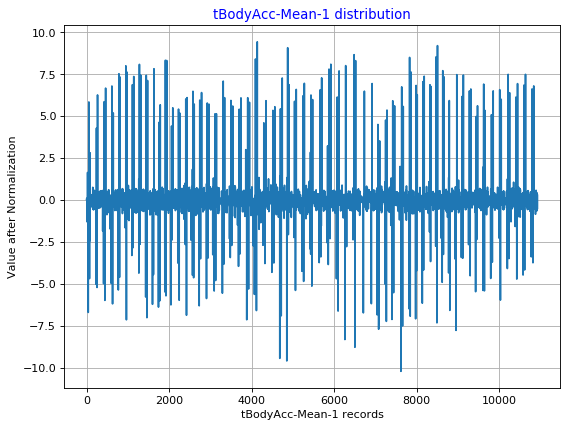 tBodyAcc-Mean-1 distribution
10.0
7.5
5.0
2.5
0.0
−2.5
−5.0
−7.5
−10.0
Value after Normalization
0 2000 4000 6000 8000 10000
tBodyAcc-Mean-1 records